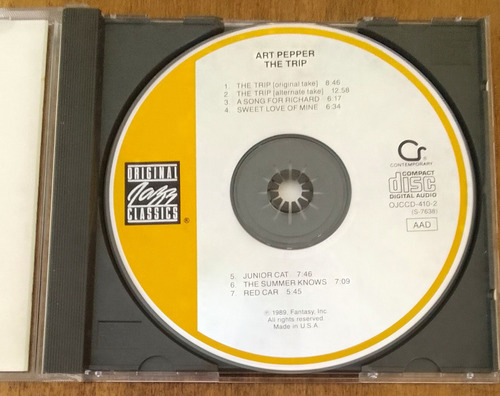 ART PEPPER
THE TRIP
1. THE TRIP (original take) 8:46
2. THE TRIP (alternate take) 12:58
3 A SONG FOR RICHARD 6:17
4. SWEET LOVE OF MINE 6:34
Cr
CONTEMPORARY ®
COMPACT
disc
DIGITAL AUDIO
OJCCD-410-2
(S-7638)
AAD
ORIGINAL
Jazz
CLASSICS ®
5. JUNIOR CAT 7:46
6. THE SUMMER KNOWS 7:09
7 RED CAR 5:45
℗ 1989, Fantasy, Inc.
All rights reserved.
Made in U.S.A.